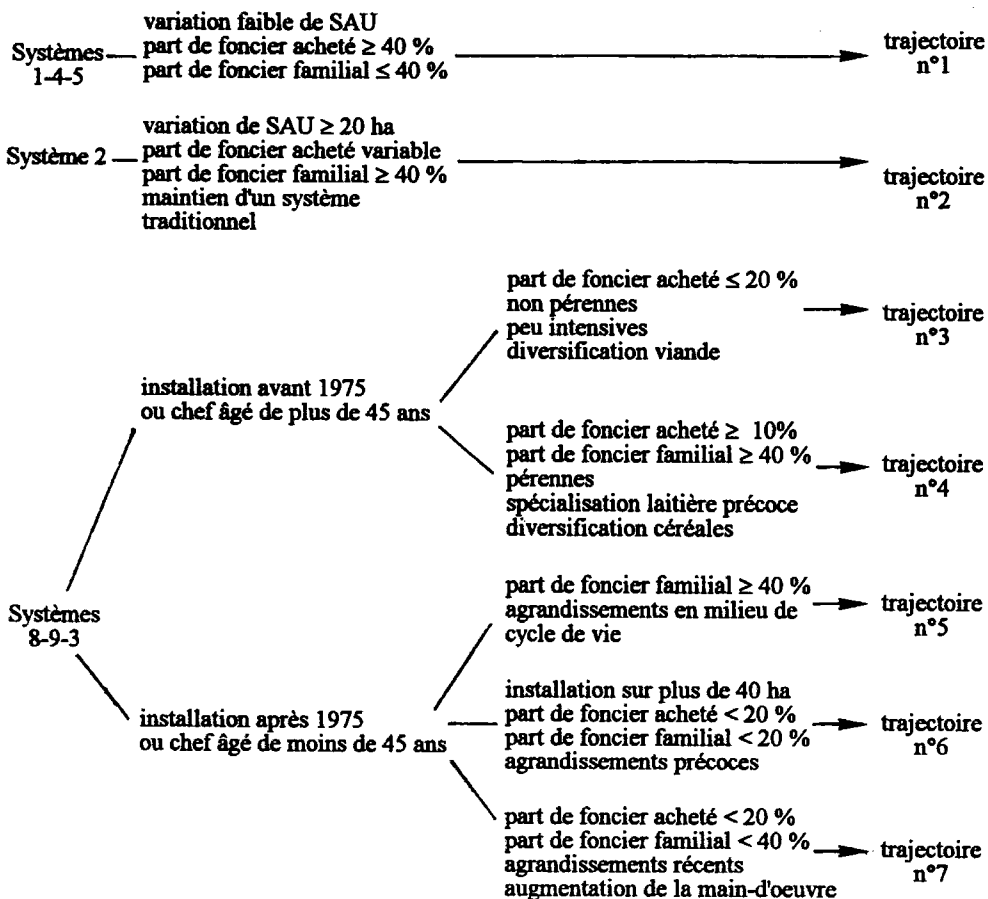 Systèmes
1-4-5
variation faible de SAU
part de foncier acheté ≥ 40 %
part de foncier familial ≤ 40 %
trajectoire
n°1
Système 2
variation de SAU ≥ 20 ha
part de foncier acheté variable
part de foncier familial ≥ 40 %
maintien d'un système
traditionnel
trajectoire
n°2
Systèmes
8-9-3
installation avant 1975
ou chef âgé de plus de 45 ans
part de foncier acheté ≤ 20 %
non pérennes
peu intensives
diversification viande
trajectoire
n°3
part de foncier acheté ≥ 10%
part de foncier familial ≥ 40 %
pérennes
spécialisation laitière précoce
diversification céréales
trajectoire
n°4
installation après 1975
ou chef âgé de moins de 45 ans
part de foncier familial ≥ 40 %
agrandissements en milieu de
cycle de vie
trajectoire
n°5
installation sur plus de 40 ha
part de foncier acheté < 20 %
part de foncier familial < 20 %
agrandissements précoces
trajectoire
n°6
part de foncier acheté < 20 %
part de foncier familial < 40 %
agrandissements récents
augmentation de la main-d'oeuvre
trajectoire
n°7